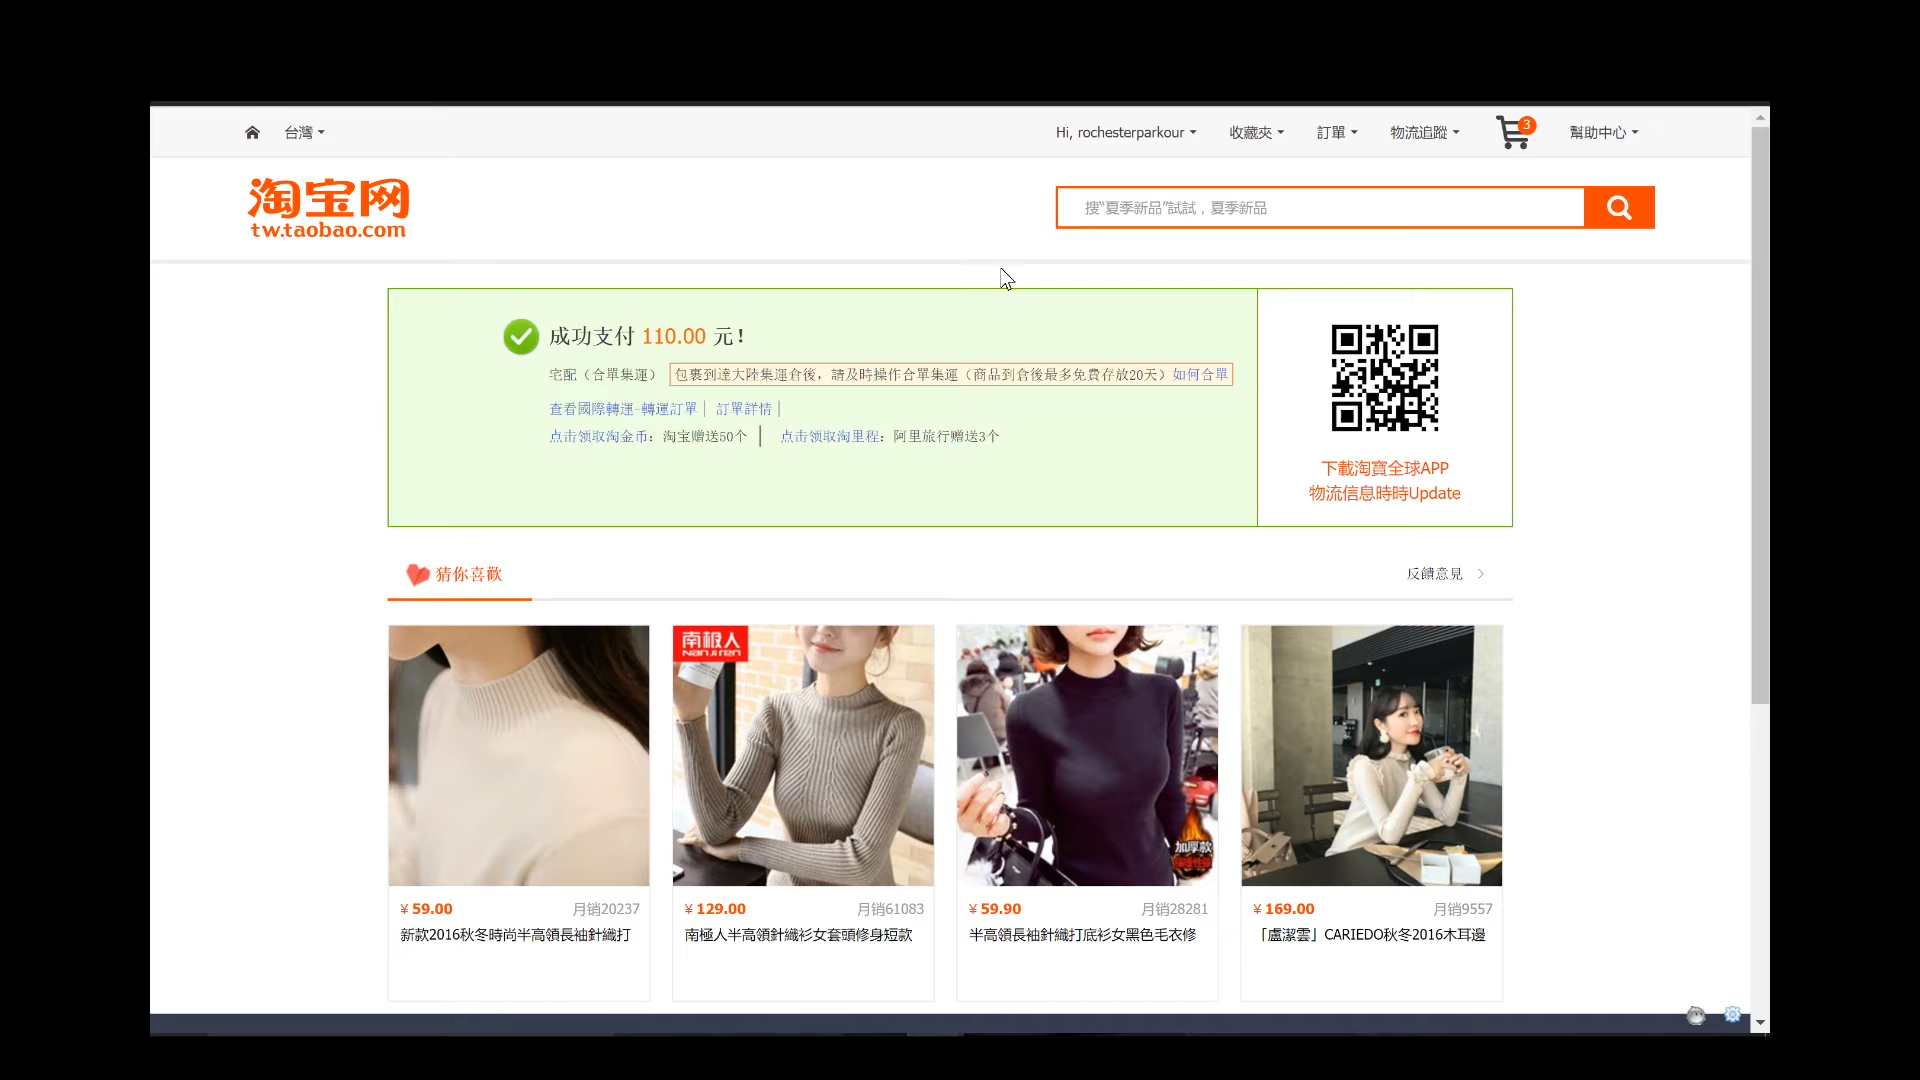 台灣
Hi, rochesterparkour
收藏夾
訂單
物流追蹤
3
幫助中心
淘宝网
tw.taobao.com
搜“夏季新品”試試，夏季新品
成功支付 110.00 元！
宅配（合單集運） 包裹到達大陸集運倉後，請及時操作合單集運（商品到倉後最多免費存放20天）如何合單
查看國際轉運-轉運訂單 | 訂單詳情 |
点击领取淘金币：淘宝赠送50个 | 点击领取淘里程：阿里旅行赠送3个
下載淘寶全球APP
物流信息時時Update
猜你喜歡
反饋意見 >
南极人
NANJIREN
加厚款
¥ 59.00 月销20237
新款2016秋冬時尚半高領長袖針織打
¥ 129.00 月销61083
南極人半高領針織衫女套頭修身短款
¥ 59.90 月销28281
半高領長袖針織打底衫女黑色毛衣修
¥ 169.00 月销9557
「盧潔雲」CARIEDO秋冬2016木耳邊